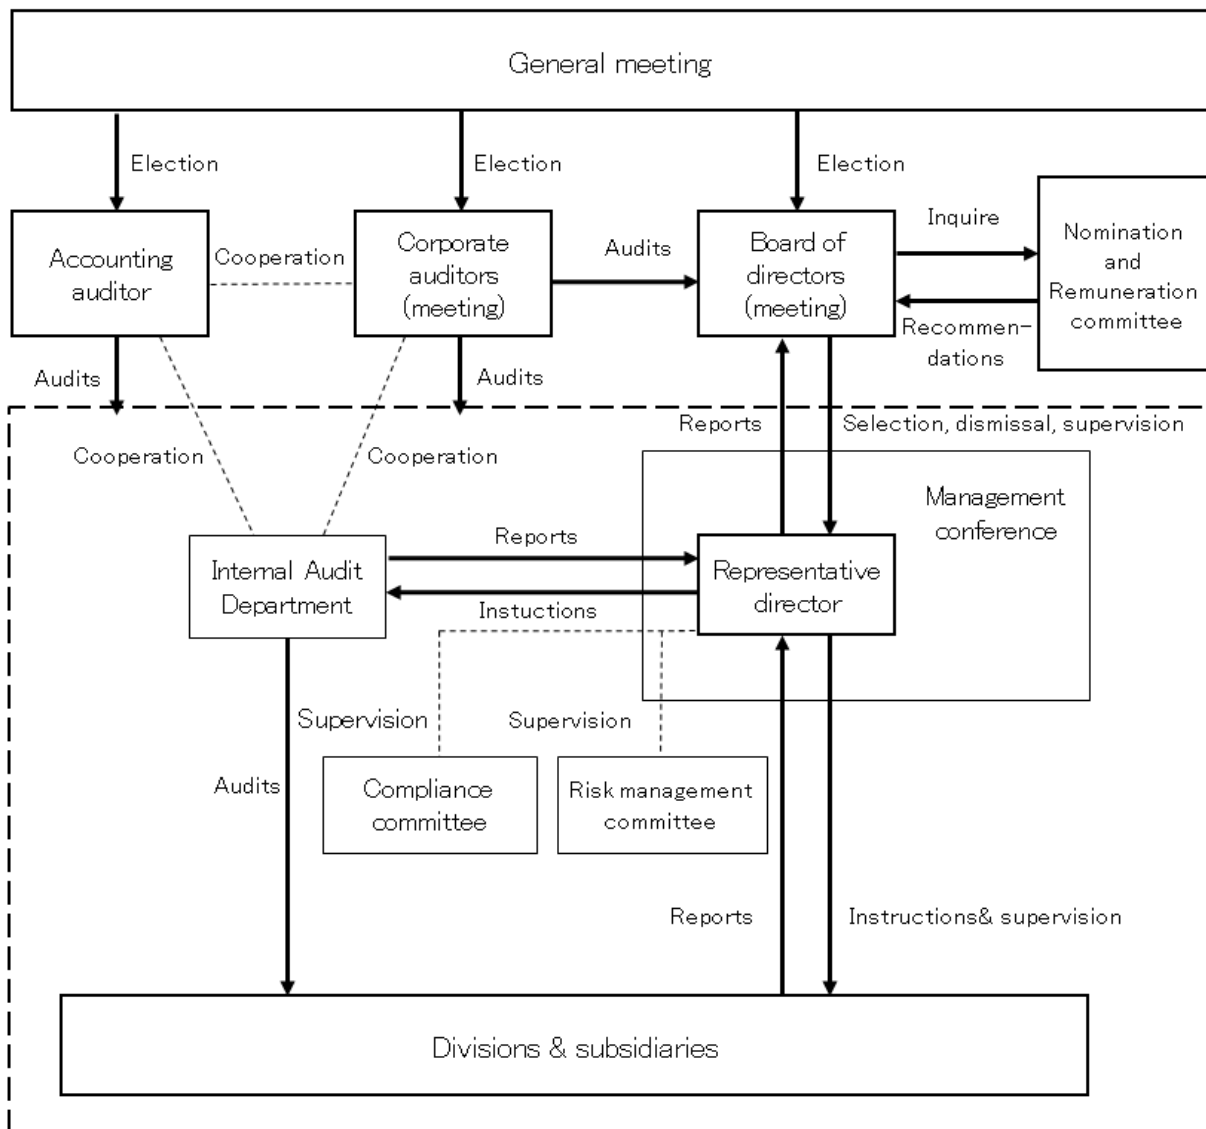 General meeting
Election
Election
Election
Accounting
auditor
Cooperation
Corporate
auditors
(meeting)
Audits
Board of
directors
(meeting)
Inquire
Recommen-
dations
Nomination
and
Remuneration
committee
Audits
Audits
Reports
Selection, dismissal, supervision
Cooperation
Cooperation
Management
conference
Internal Audit
Department
Reports
Instuctions
Representative
director
Supervision
Supervision
Audits
Compliance
committee
Risk management
committee
Reports
Instructions& supervision
Divisions & subsidiaries